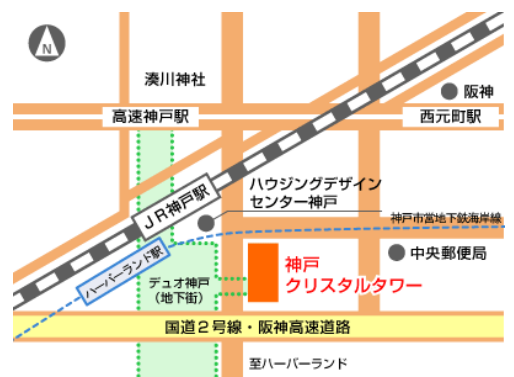 N
湊川神社
阪神
高速神戸駅
西元町駅
JR神戸駅
ハウジングデザイン
センター神戸
神戸市営地下鉄海岸線
ハーバーランド駅
中央郵便局
神戸
クリスタルタワー
デュオ神戸
（地下街）
国道２号線・阪神高速道路
至ハーバーランド